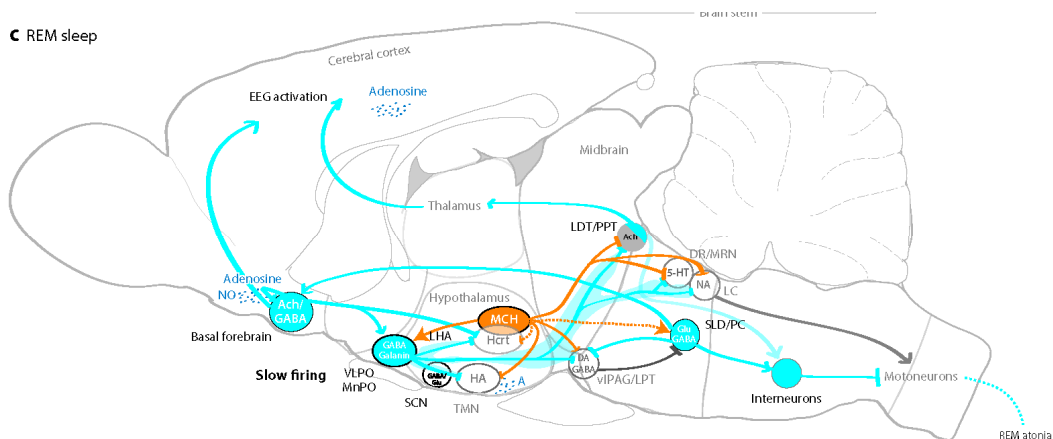 Brain stem
C REM sleep
Cerebral cortex
EEG activation
Adenosine
Midbrain
Thalamus
LDT/PPT
Ach
DR/MRN
5-HT
NA
LC
Adenosine
NO
Ach/
GABA
Basal forebrain
Hypothalamus
MCH
LHA
Hcrt
GABA
Galanin
VLPO
MnPO
Slow firing
GABA/
Glu
SCN
HA
A
TMN
DA
GABA
vlPAG/LPT
Glu
GABA
SLD/PC
Interneurons
Motoneurons
REM atonia